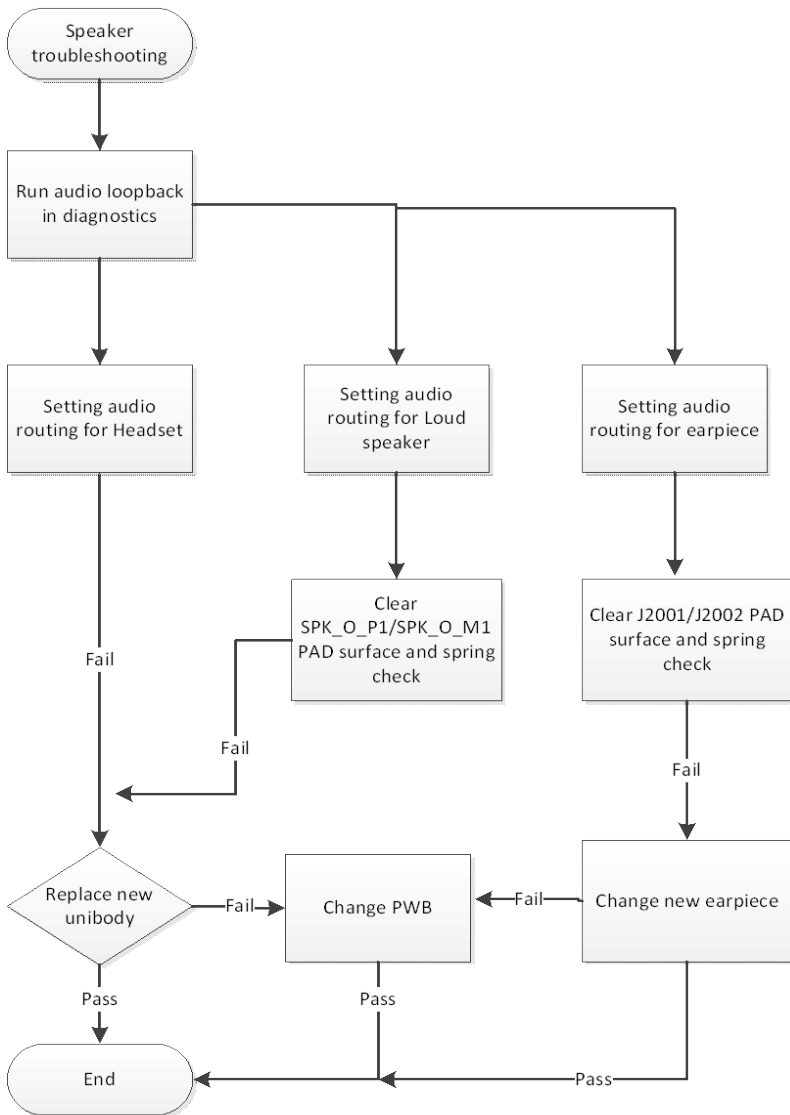 Speaker
troubleshooting
Run audio loopback
in diagnostics
Setting audio
routing for Headset
Setting audio
routing for Loud
speaker
Setting audio
routing for earpiece
Clear
SPK_O_P1/SPK_O_M1
PAD surface and spring
check
Clear J2001/J2002 PAD
surface and spring
check
Fail
Fail
Fail
Replace new
unibody
Fail
Change PWB
Fail
Change new earpiece
Pass
Pass
End
Pass